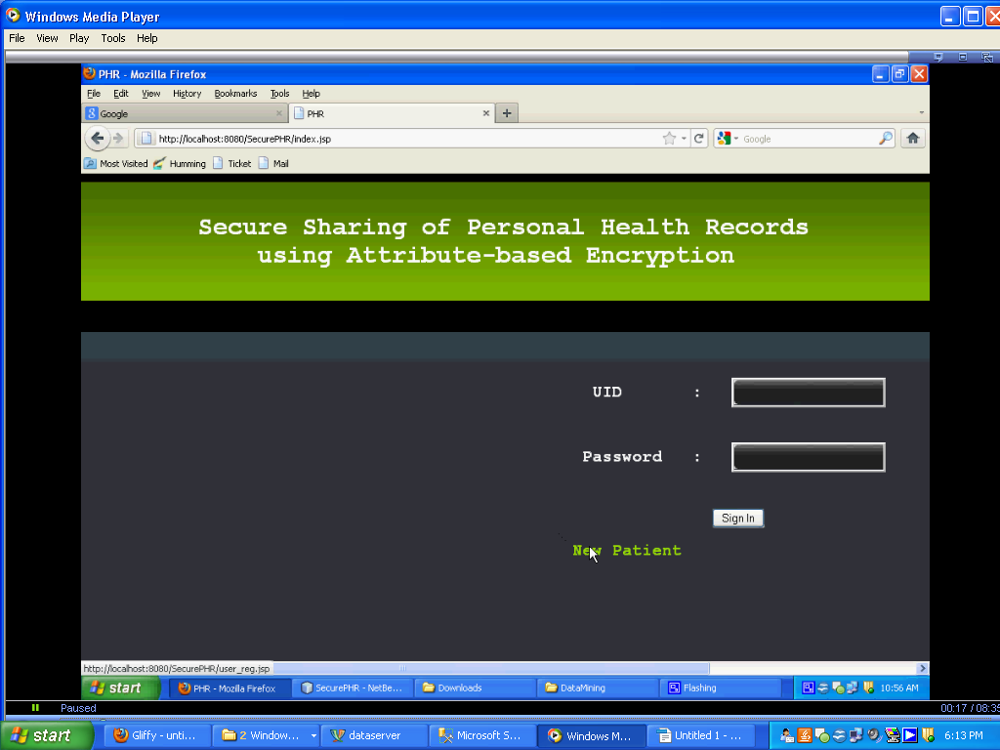 Windows Media Player
File View Play Tools Help
PHR - Mozilla Firefox
File Edit View History Bookmarks Tools Help
Google PHR
http://localhost:8080/SecurePHR/index.jsp Google
Most Visited Humming Ticket Mail
Secure Sharing of Personal Health Records
using Attribute-based Encryption
UID :
Password :
Sign In
New Patient
http://localhost:8080/SecurePHR/user_reg.jsp
start PHR - Mozilla Firefox SecurePHR - NetBe... Downloads DataMining Flashing 10:56 AM
Paused 00:17 / 08:35
start Gliffy - unti... 2 Window... dataserver Microsoft S... Windows M... Untitled 1 - ... 6:13 PM